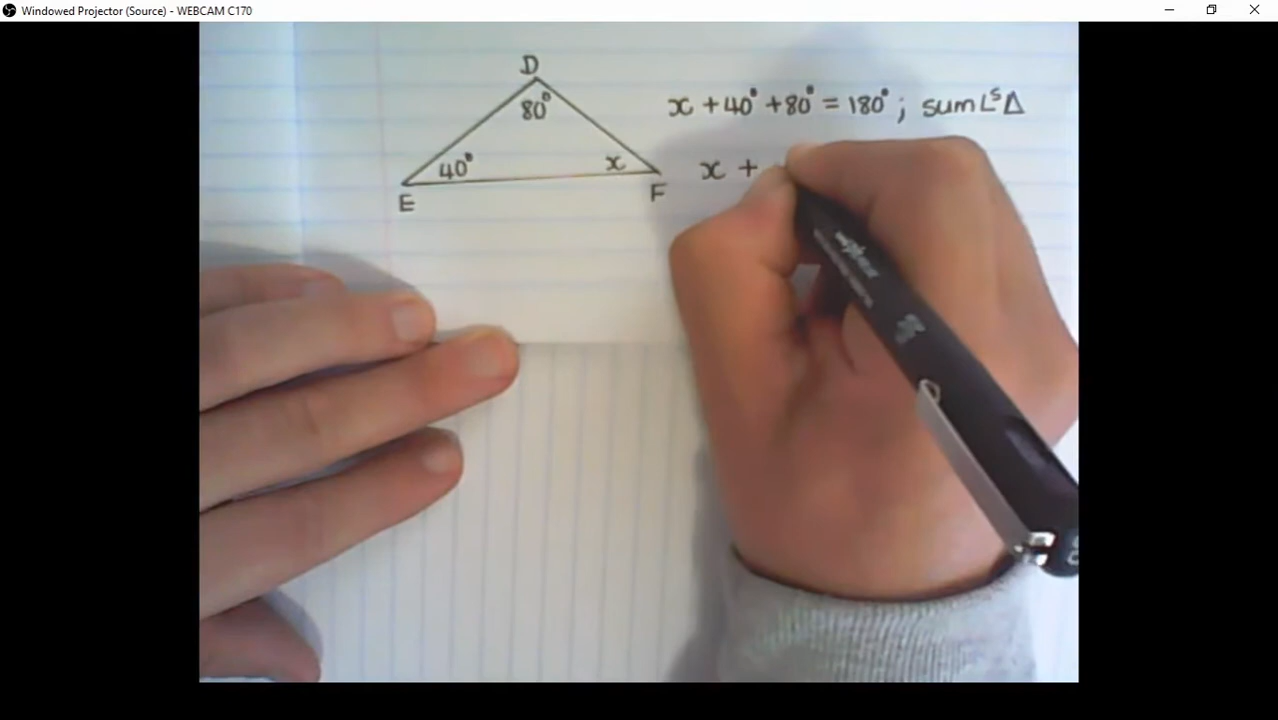 Windowed Projector (Source) - WEBCAM C170
D
80°
x + 40° + 80° = 180° ; sum ∠ˢ Δ
40°
x
x +
E
F